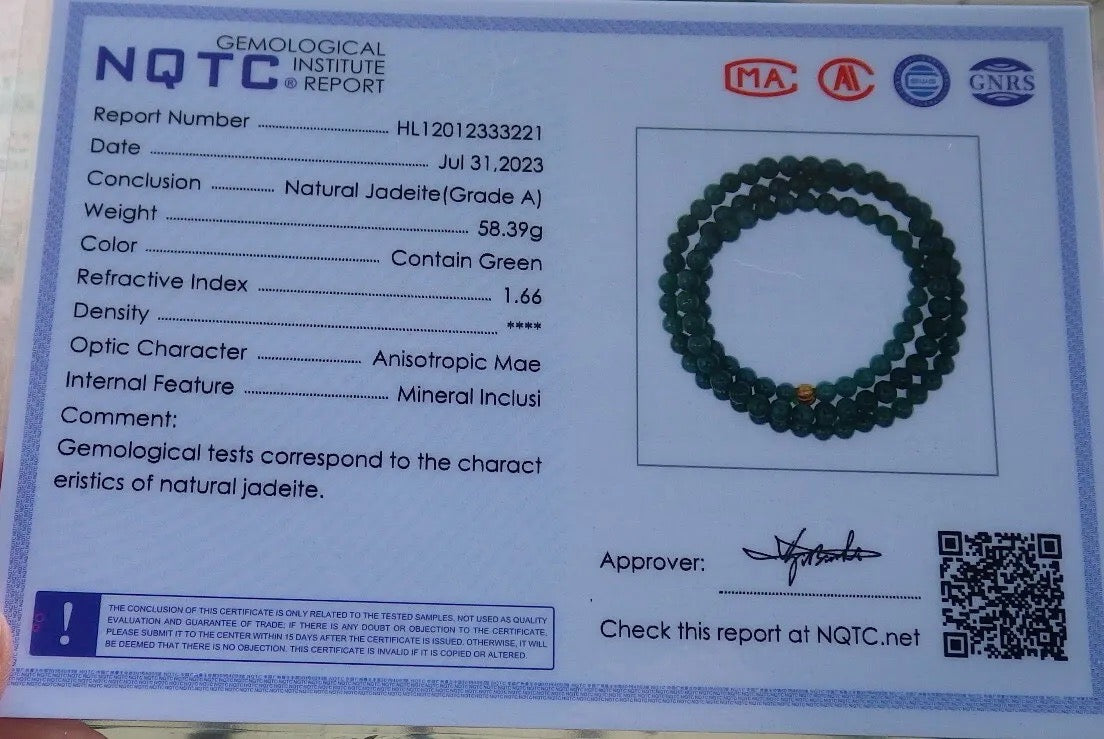 NQTC GEMOLOGICAL
INSTITUTE
® REPORT
MA
GNRS
Report Number ........ HL12012333221
Date ........ Jul 31,2023
Conclusion ........ Natural Jadeite(Grade A)
Weight ........ 58.39g
Color ........ Contain Green
Refractive Index ........ 1.66
Density ........ ****
Optic Character ........ Anisotropic Mae
Internal Feature ........ Mineral Inclusi
Comment:
Gemological tests correspond to the charact
eristics of natural jadeite.
! THE CONCLUSION OF THIS CERTIFICATE IS ONLY RELATED TO THE TESTED SAMPLES, NOT USED AS QUALITY
EVALUATION AND GUARANTEE OF TRADE; IF THERE IS ANY DOUBT OR OBJECTION TO THE CERTIFICATE,
PLEASE SUBMIT IT TO THE CENTER WITHIN 15 DAYS AFTER THE CERTIFICATE IS ISSUED, OTHERWISE, IT WILL
BE DEEMED THAT THERE IS NO OBJECTION. THIS CERTIFICATE IS INVALID IF IT IS COPIED OR ALTERED.
Approver:
Check this report at NQTC.net